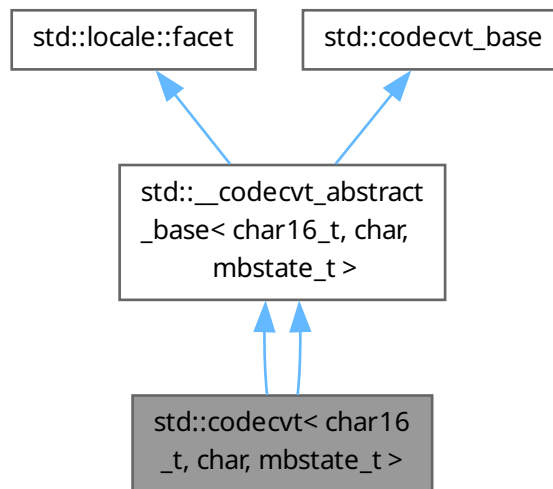 std::locale::facet
std::codecvt_base
std::__codecvt_abstract
_base< char16_t, char,
mbstate_t >
std::codecvt< char16
_t, char, mbstate_t >